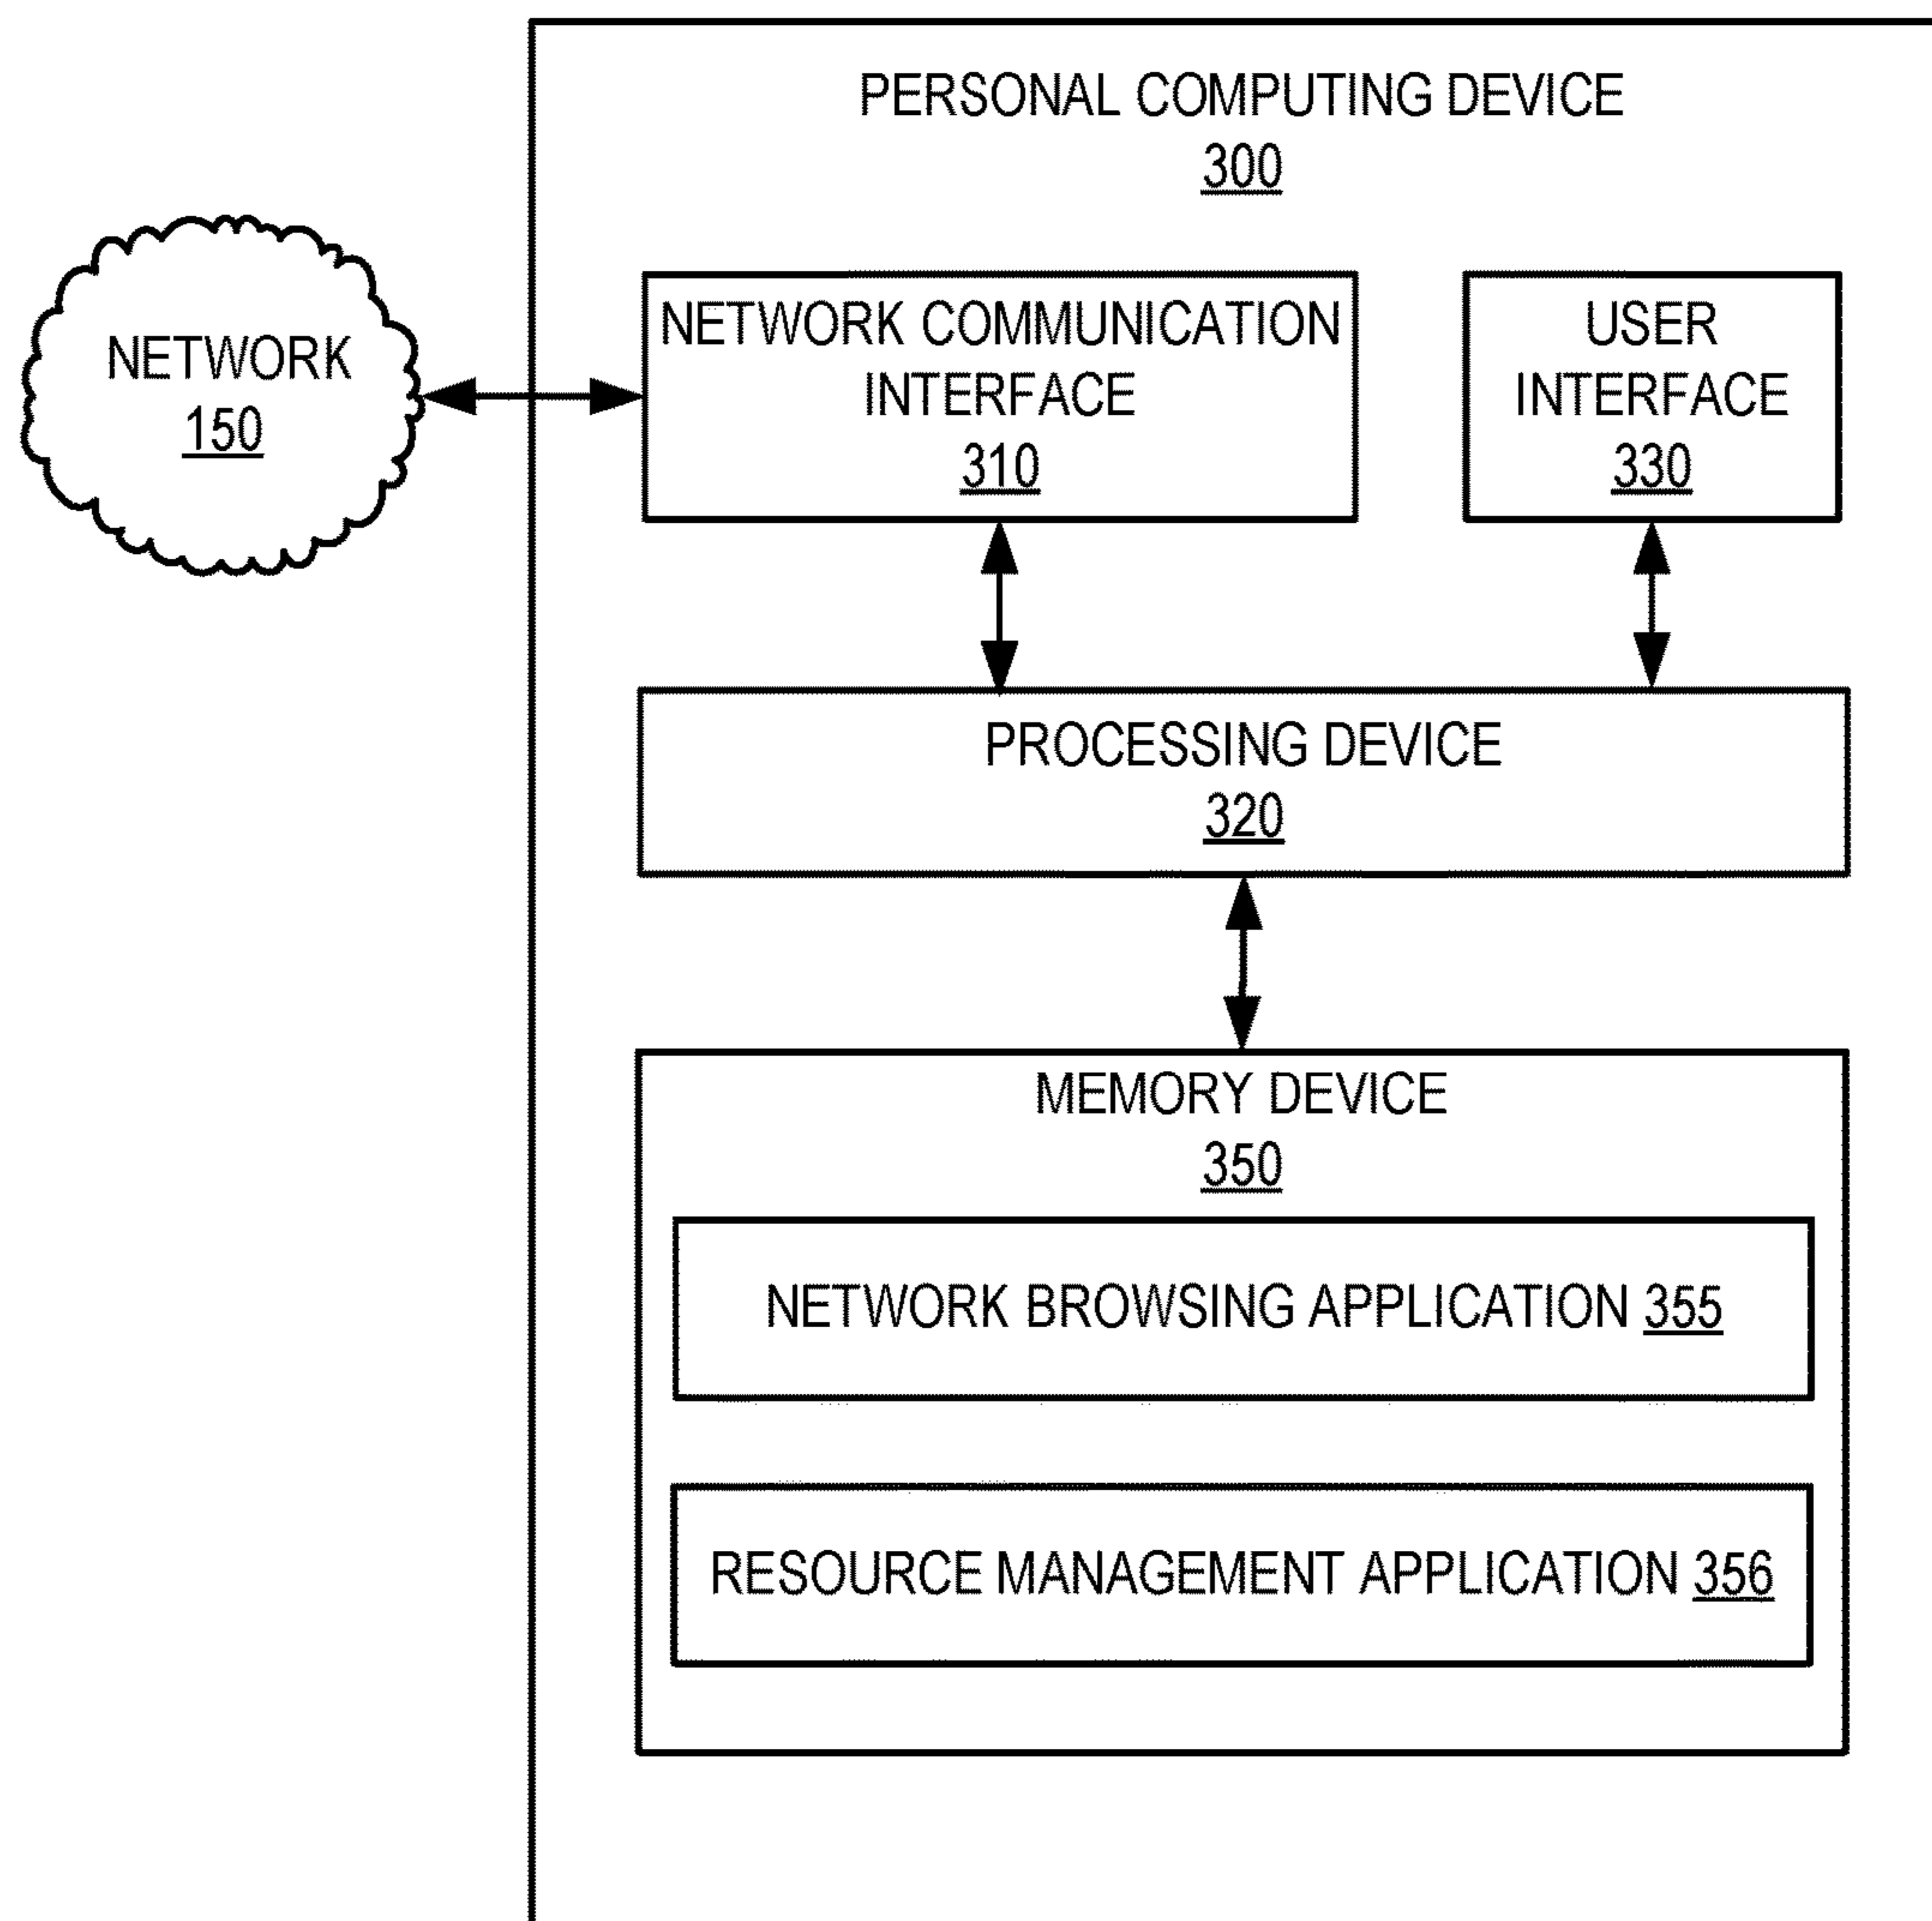 PERSONAL COMPUTING DEVICE
300
NETWORK
150
NETWORK COMMUNICATION
INTERFACE
310
USER
INTERFACE
330
PROCESSING DEVICE
320
MEMORY DEVICE
350
NETWORK BROWSING APPLICATION 355
RESOURCE MANAGEMENT APPLICATION 356